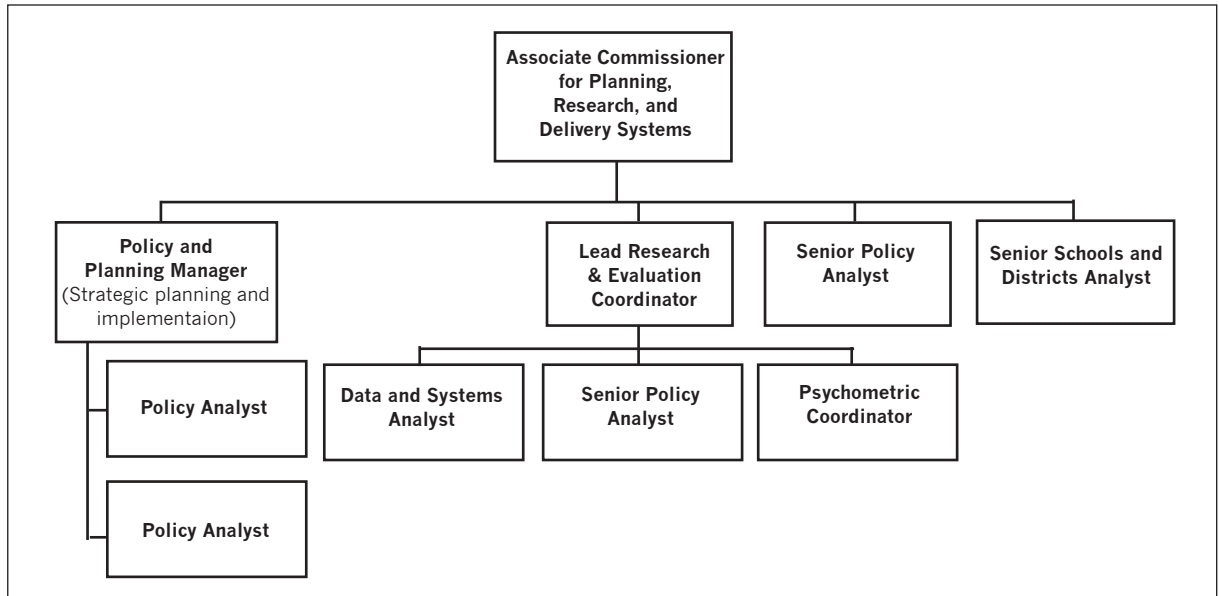 Associate Commissioner
for Planning,
Research, and
Delivery Systems
Policy and
Planning Manager
(Strategic planning and
implementaion)
Lead Research
& Evaluation
Coordinator
Senior Policy
Analyst
Senior Schools and
Districts Analyst
Policy Analyst
Policy Analyst
Data and Systems
Analyst
Senior Policy
Analyst
Psychometric
Coordinator